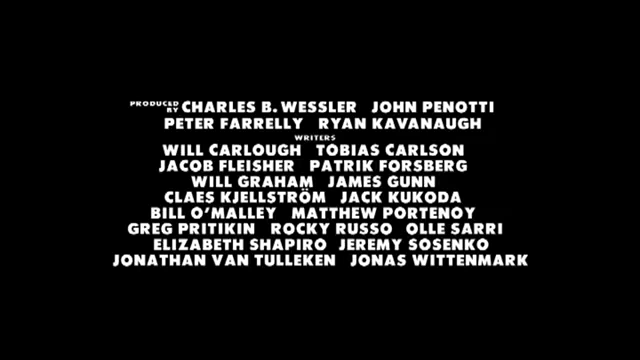 PRODUCED BY CHARLES B. WESSLER JOHN PENOTTI
PETER FARRELLY RYAN KAVANAUGH
WRITERS
WILL CARLOUGH TOBIAS CARLSON
JACOB FLEISHER PATRIK FORSBERG
WILL GRAHAM JAMES GUNN
CLAES KJELLSTRÖM JACK KUKODA
BILL O'MALLEY MATTHEW PORTENOY
GREG PRITIKIN ROCKY RUSSO OLLE SARRI
ELIZABETH SHAPIRO JEREMY SOSENKO
JONATHAN VAN TULLEKEN JONAS WITTENMARK